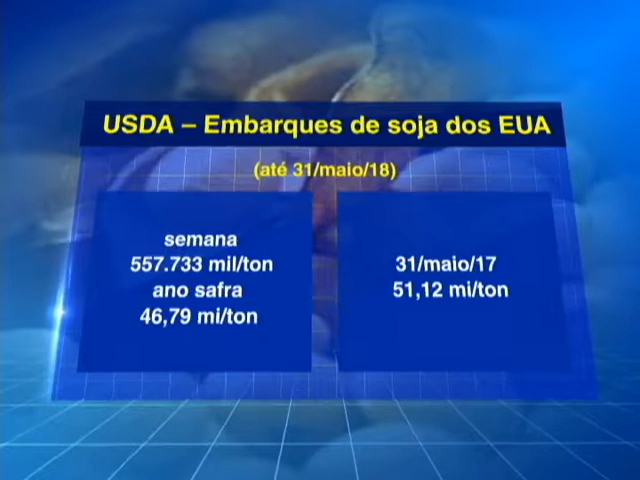 USDA – Embarques de soja dos EUA
(até 31/maio/18)
semana
557.733 mil/ton
ano safra
46,79 mi/ton
31/maio/17
51,12 mi/ton